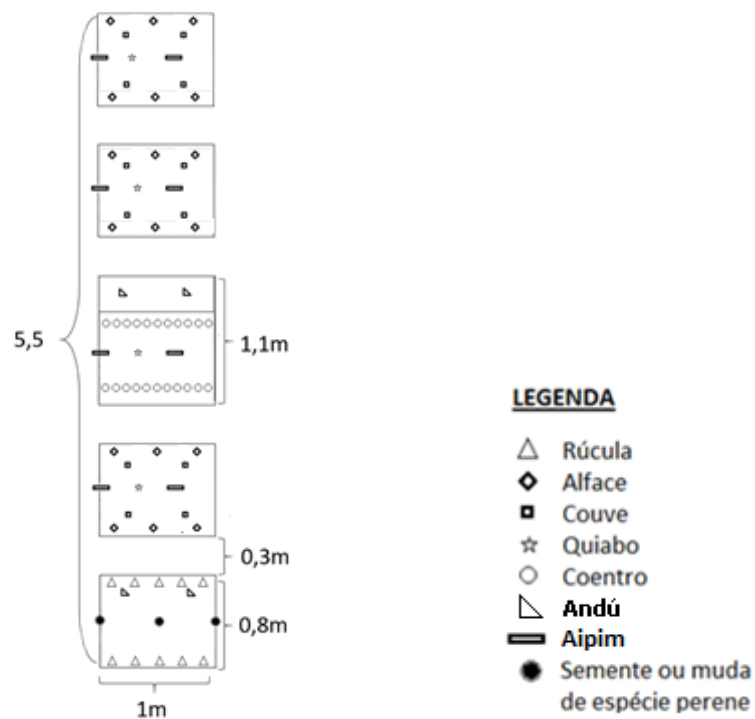 5,5
1,1m
0,3m
0,8m
1m
LEGENDA
Rúcula
Alface
Couve
Quiabo
Coentro
Andú
Aipim
Semente ou muda
de espécie perene